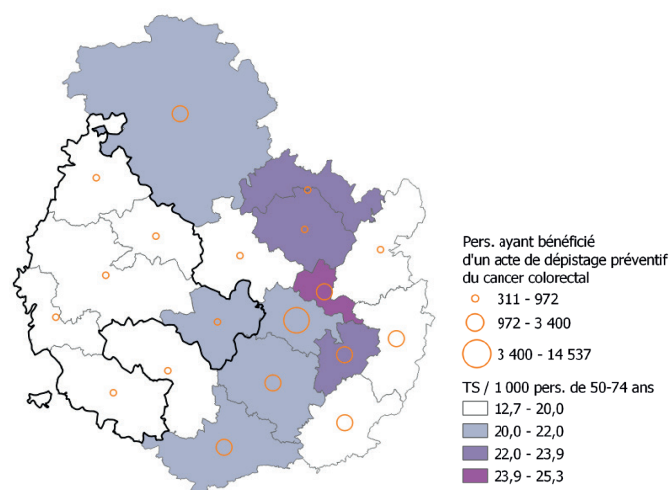 Pers. ayant bénéficié
d'un acte de dépistage préventif
du cancer colorectal
311 - 972
972 - 3 400
3 400 - 14 537
TS / 1 000 pers. de 50-74 ans
12,7 - 20,0
20,0 - 22,0
22,0 - 23,9
23,9 - 25,3